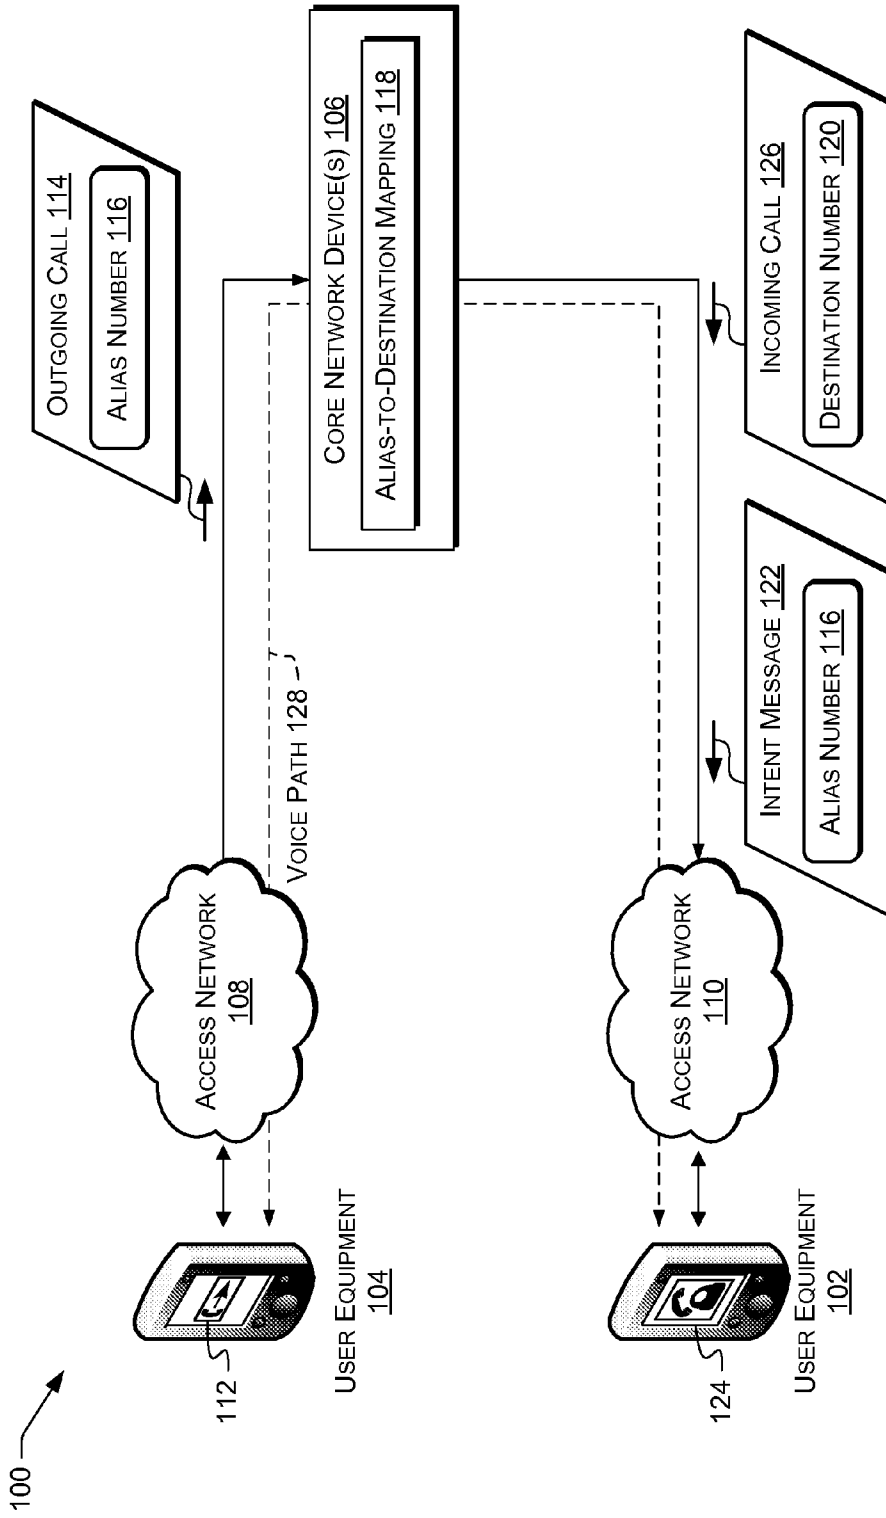 100
OUTGOING CALL 114
ALIAS NUMBER 116
112
USER EQUIPMENT
104
ACCESS NETWORK
108
VOICE PATH 128
CORE NETWORK DEVICE(S) 106
ALIAS-TO-DESTINATION MAPPING 118
124
USER EQUIPMENT
102
ACCESS NETWORK
110
INTENT MESSAGE 122
ALIAS NUMBER 116
INCOMING CALL 126
DESTINATION NUMBER 120